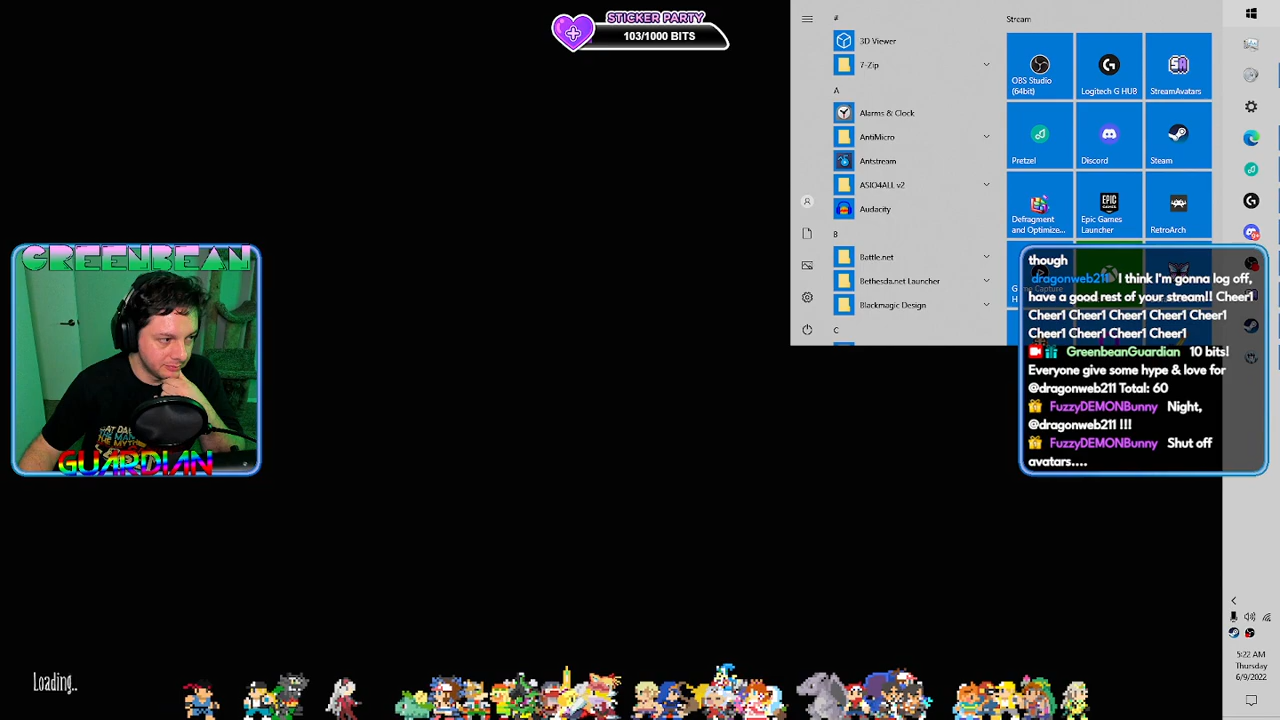 STICKER PARTY
103/1000 BITS
#
3D Viewer
7-Zip
A
Alarms & Clock
AntiMicro
Antstream
ASIO4ALL v2
Audacity
B
Battle.net
Bethesda.net Launcher
Blackmagic Design
C
Stream
OBS Studio
(64bit)
Logitech G HUB
StreamAvatars
Pretzel
Discord
Steam
Defragment
and Optimize...
Epic Games
Launcher
RetroArch
GREENBEAN
GUARDIAN
though
dragonweb211 I think I'm gonna log off,
have a good rest of your stream!! Cheer1
Cheer1 Cheer1 Cheer1 Cheer1 Cheer1
Cheer1 Cheer1 Cheer1 Cheer1
GreenbeanGuardian 10 bits!
Everyone give some hype & love for
@dragonweb211 Total: 60
FuzzyDEMONBunny Night,
@dragonweb211 !!!
FuzzyDEMONBunny Shut off
avatars....
Loading..
5:22 AM
Thursday
6/9/2022